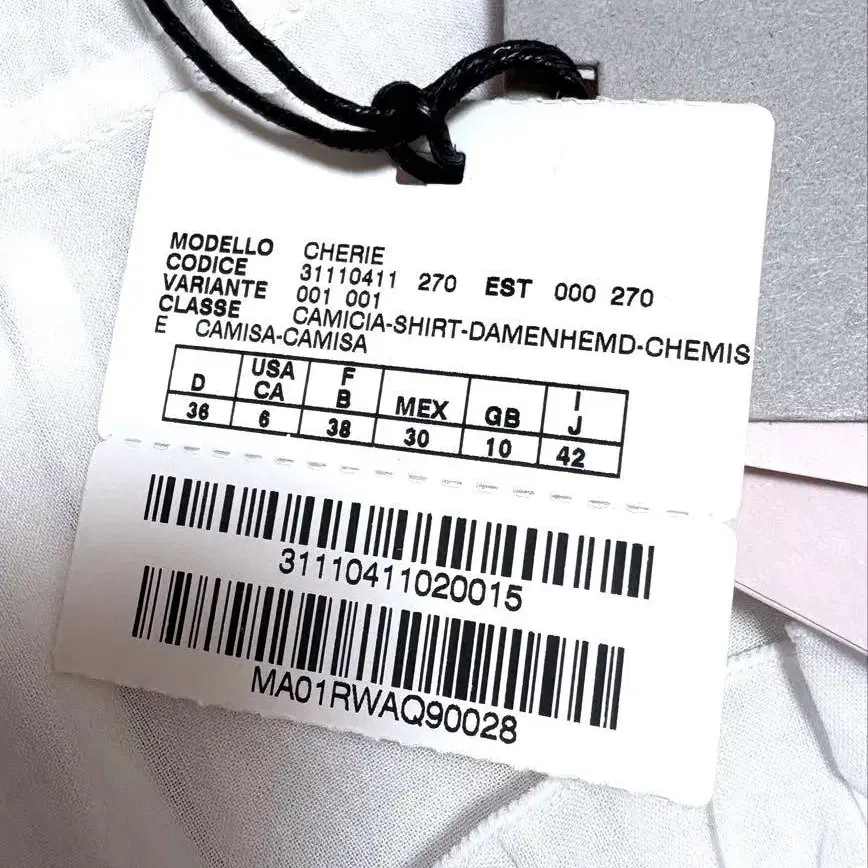 MODELLO CHERIE
CODICE 31110411 270 EST 000 270
VARIANTE 001 001
CLASSE CAMICIA-SHIRT-DAMENHEMD-CHEMIS
E CAMISA-CAMISA
D USA CA F B MEX GB I J
36 6 38 30 10 42
31110411020015
MA01RWAQ90028